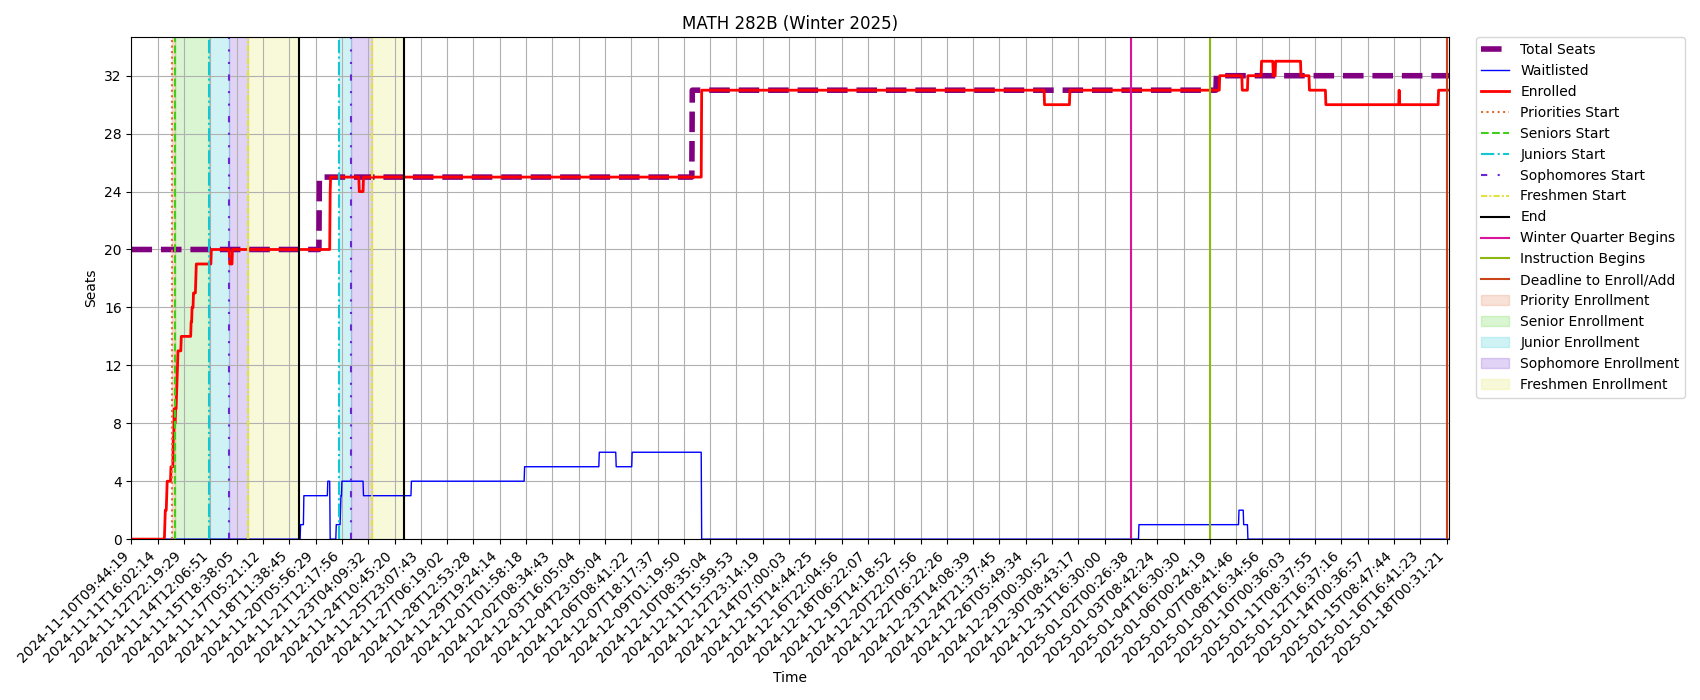 MATH 282B (Winter 2025)
Seats
32
28
24
20
16
12
8
4
0
2024-11-10T09:44:19
2024-11-11T16:02:14
2024-11-12T22:19:29
2024-11-14T12:06:51
2024-11-15T18:38:05
2024-11-17T05:21:12
2024-11-18T11:38:45
2024-11-20T05:56:29
2024-11-21T12:17:56
2024-11-23T04:09:32
2024-11-24T10:45:20
2024-11-25T23:07:43
2024-11-27T06:19:02
2024-11-28T12:53:28
2024-11-29T19:24:14
2024-12-01T01:58:18
2024-12-02T08:34:43
2024-12-03T16:05:04
2024-12-04T23:05:04
2024-12-06T08:41:22
2024-12-07T18:17:37
2024-12-09T01:19:50
2024-12-10T08:35:04
2024-12-11T15:59:53
2024-12-12T23:14:19
2024-12-14T07:00:03
2024-12-15T14:44:25
2024-12-16T22:04:56
2024-12-18T16:22:07
2024-12-19T14:18:52
2024-12-20T22:07:56
2024-12-22T06:22:26
2024-12-23T14:08:39
2024-12-24T21:37:45
2024-12-26T05:49:34
2024-12-29T00:30:52
2024-12-30T08:43:17
2024-12-31T16:30:00
2025-01-02T00:26:38
2025-01-03T08:42:24
2025-01-04T16:30:30
2025-01-06T00:24:19
2025-01-07T08:41:46
2025-01-08T16:34:56
2025-01-10T00:36:03
2025-01-11T08:37:55
2025-01-12T16:37:16
2025-01-14T00:36:57
2025-01-15T08:47:44
2025-01-16T16:41:23
2025-01-18T00:31:21
Time
Total Seats
Waitlisted
Enrolled
Priorities Start
Seniors Start
Juniors Start
Sophomores Start
Freshmen Start
End
Winter Quarter Begins
Instruction Begins
Deadline to Enroll/Add
Priority Enrollment
Senior Enrollment
Junior Enrollment
Sophomore Enrollment
Freshmen Enrollment